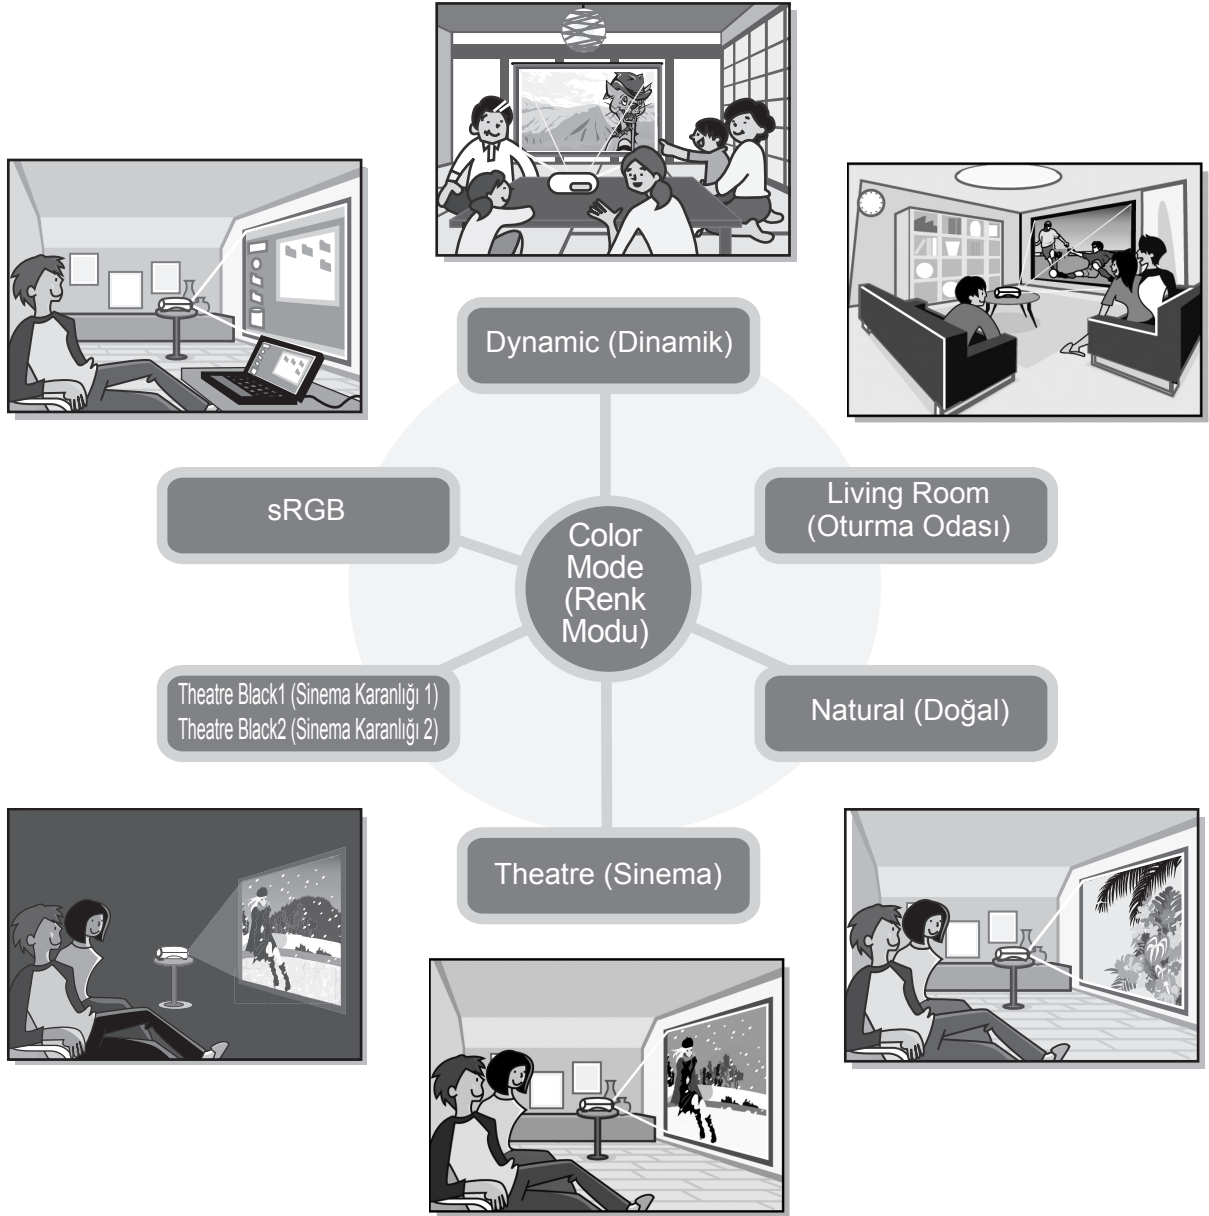 Dynamic (Dinamik)
sRGB
Living Room
(Oturma Odası)
Color
Mode
(Renk
Modu)
Theatre Black1 (Sinema Karanlığı 1)
Theatre Black2 (Sinema Karanlığı 2)
Natural (Doğal)
Theatre (Sinema)